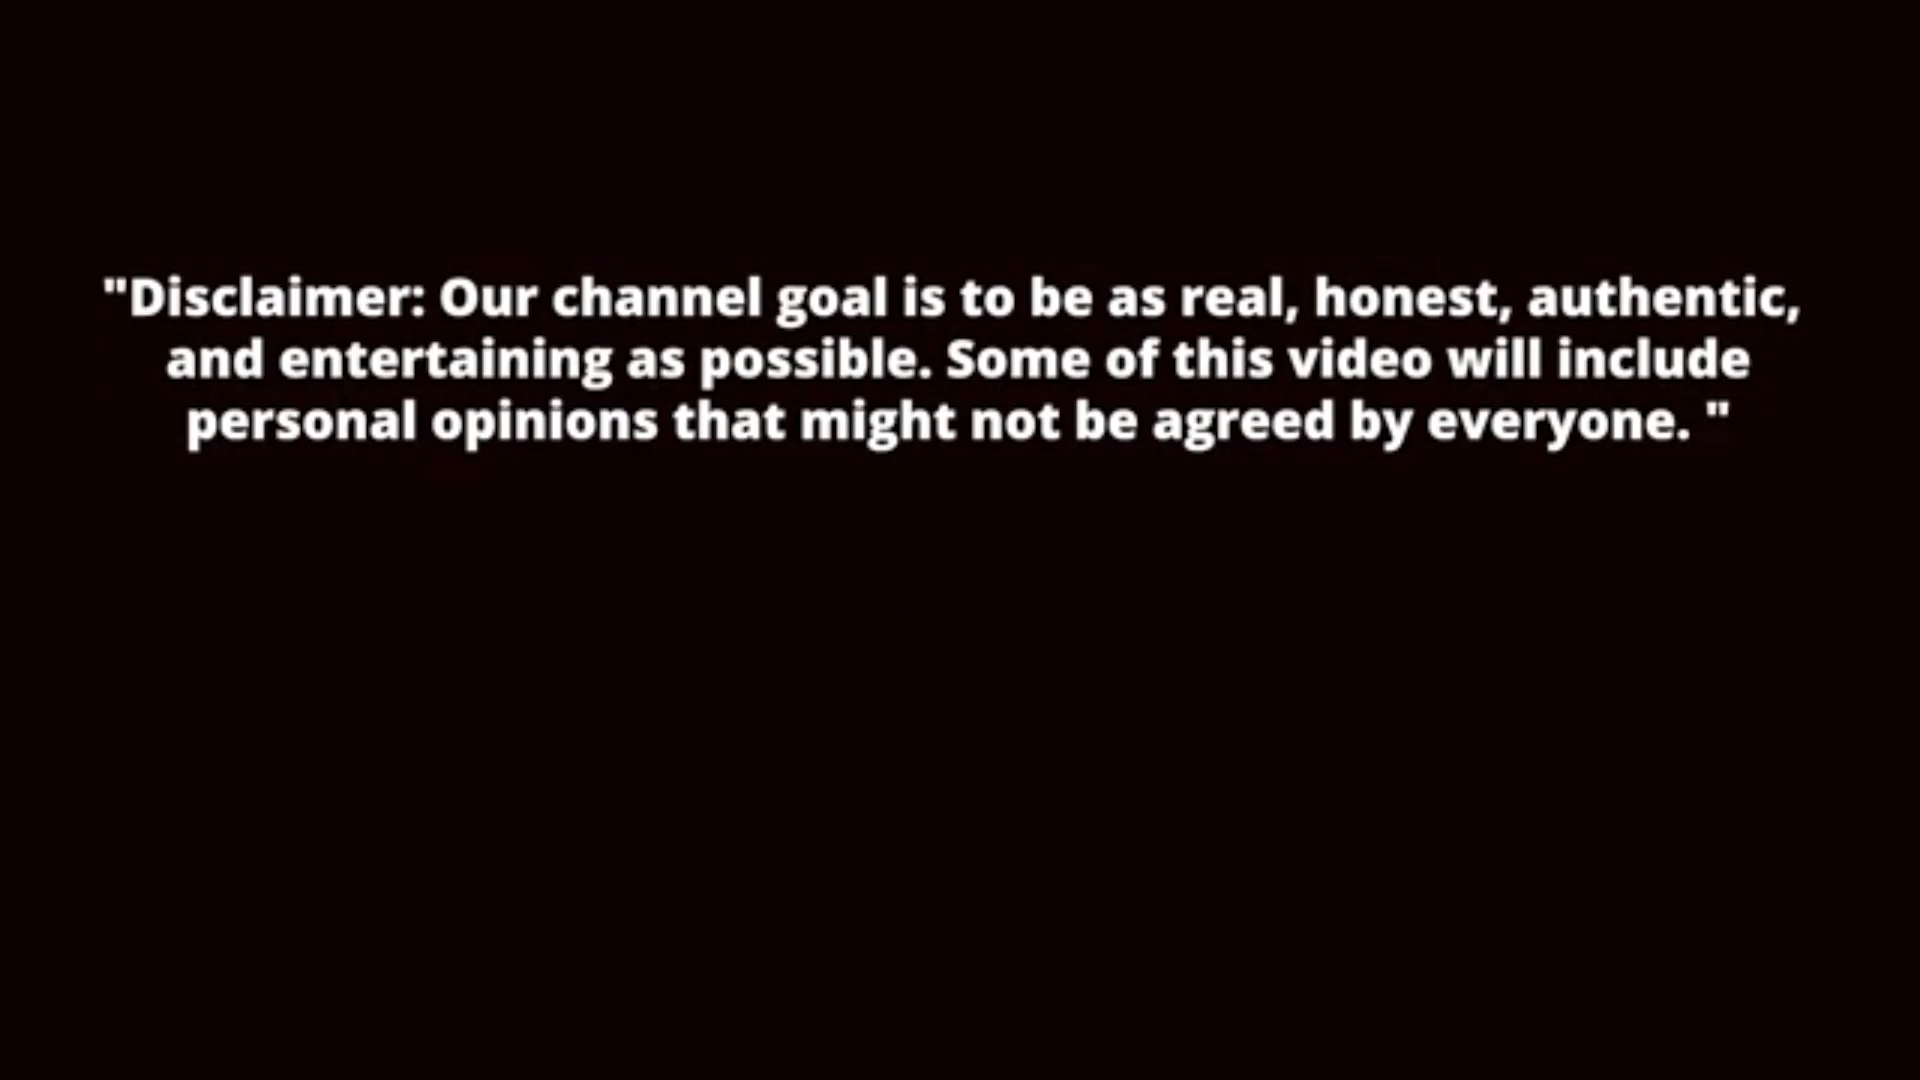 "Disclaimer: Our channel goal is to be as real, honest, authentic,
and entertaining as possible. Some of this video will include
personal opinions that might not be agreed by everyone. "